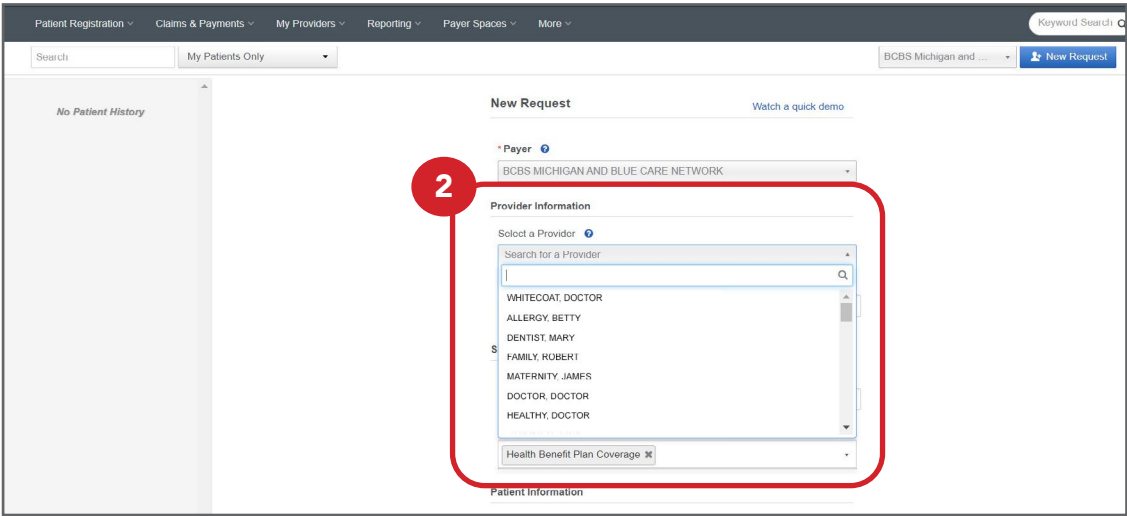 Patient Registration Claims & Payments My Providers Reporting Payer Spaces More Keyword Search
Search My Patients Only BCBS Michigan and ... New Request
No Patient History
New Request Watch a quick demo
* Payer ?
BCBS MICHIGAN AND BLUE CARE NETWORK
2
Provider Information
Select a Provider ?
Search for a Provider
WHITECOAT, DOCTOR
ALLERGY, BETTY
DENTIST, MARY
S
FAMILY, ROBERT
MATERNITY, JAMES
DOCTOR, DOCTOR
HEALTHY, DOCTOR
Health Benefit Plan Coverage ✖
Patient Information